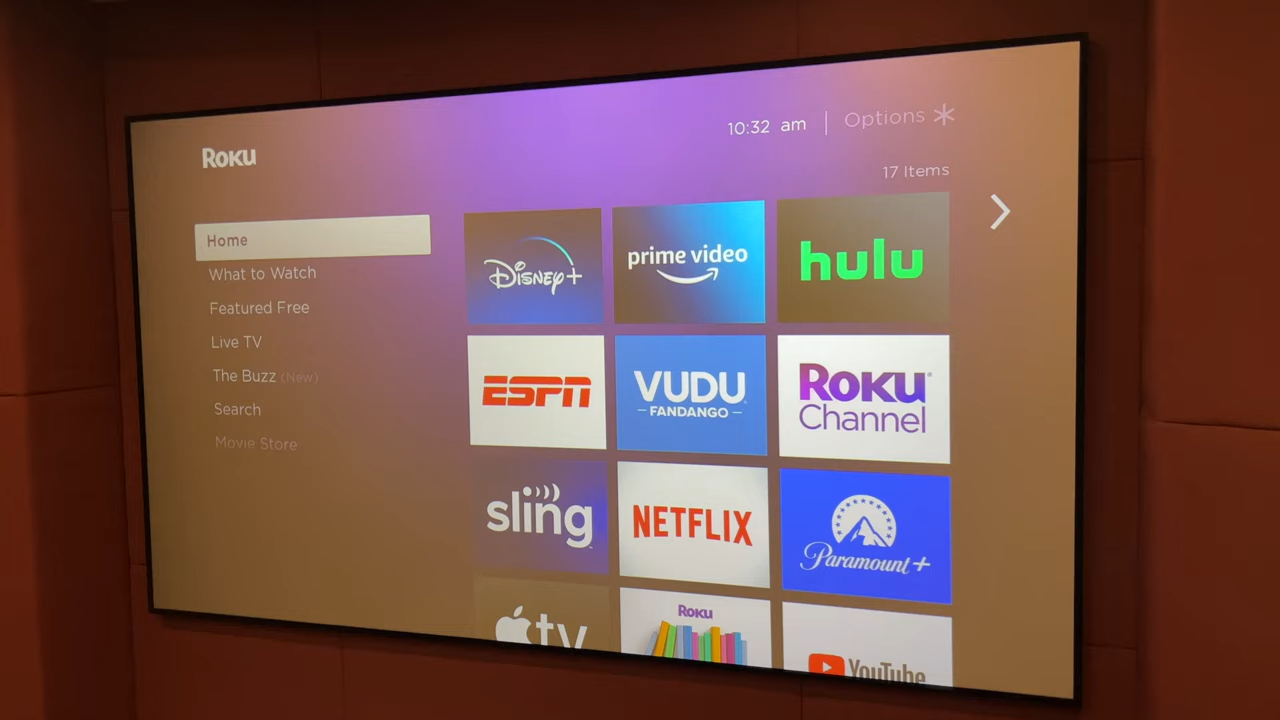 10:32 am | Options
ROKU
17 Items
Home
What to Watch
Featured Free
Live TV
The Buzz (New)
Search
Movie Store
Disney+
prime video
hulu
ESPN
VUDU
FANDANGO
ROKU
Channel
sling
NETFLIX
Paramount+
tv
ROKU
YouTube